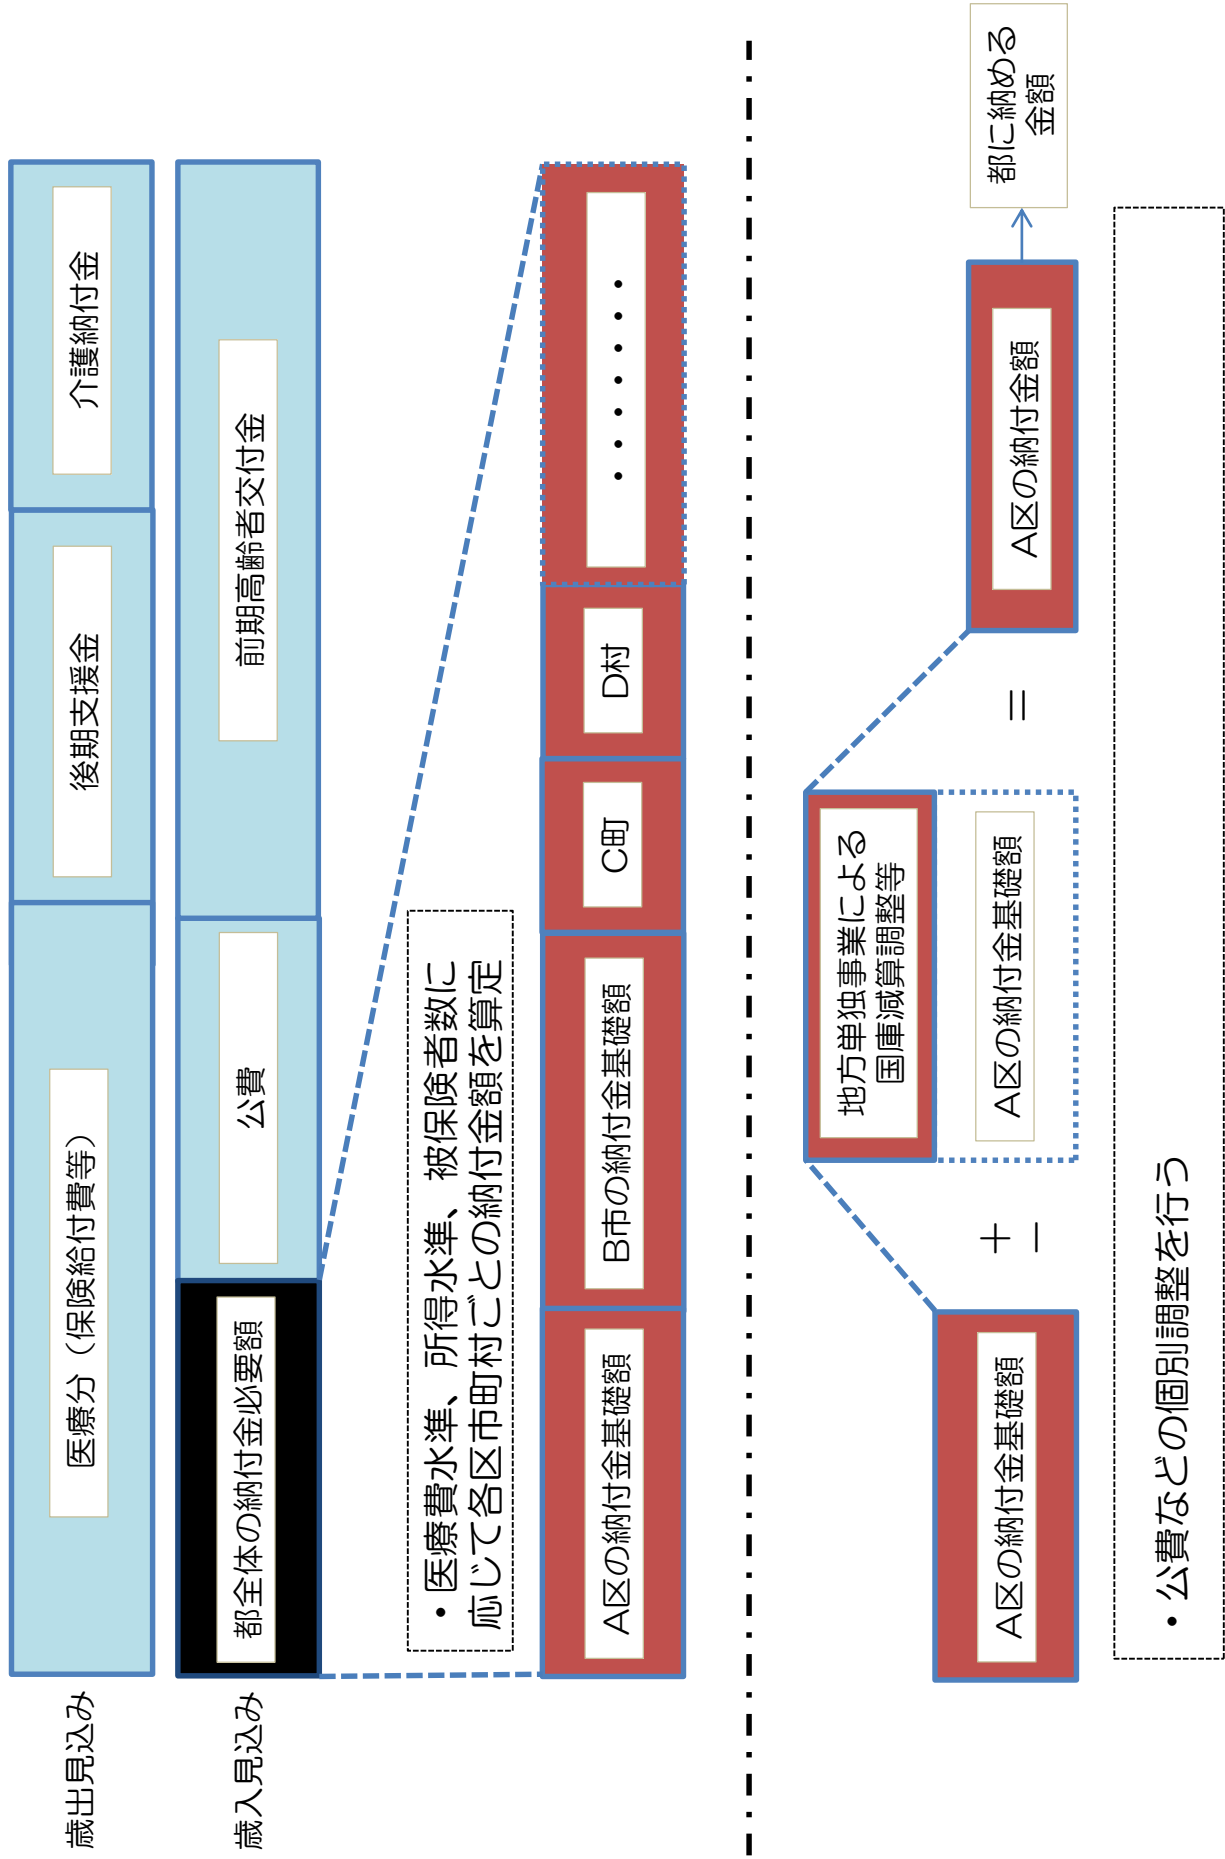 歳出見込み
医療分（保険給付費等）
後期支援金
介護納付金
歳入見込み
都全体の納付金必要額
公費
前期高齢者交付金
・医療費水準、所得水準、被保険者数に
応じて各区市町村ごとの納付金額を算定
A区の納付金基礎額
B市の納付金基礎額
C町
D村
・・・・・・・
A区の納付金基礎額
＋
－
地方単独事業による
国庫減算調整等
A区の納付金基礎額
＝
A区の納付金額
都に納める
金額
・公費などの個別調整を行う